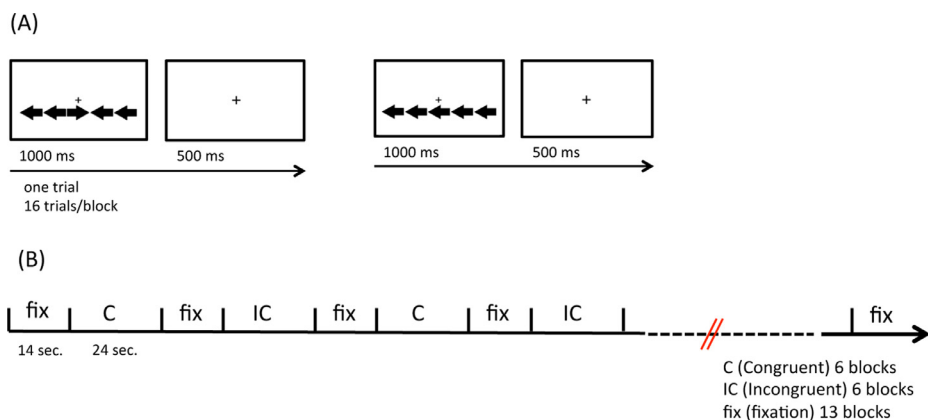 (A)
+
+
+
+
1000 ms
500 ms
1000 ms
500 ms
one trial
16 trials/block
(B)
fix
C
fix
IC
fix
C
fix
IC
fix
14 sec.
24 sec.
C (Congruent) 6 blocks
IC (Incongruent) 6 blocks
fix (fixation) 13 blocks